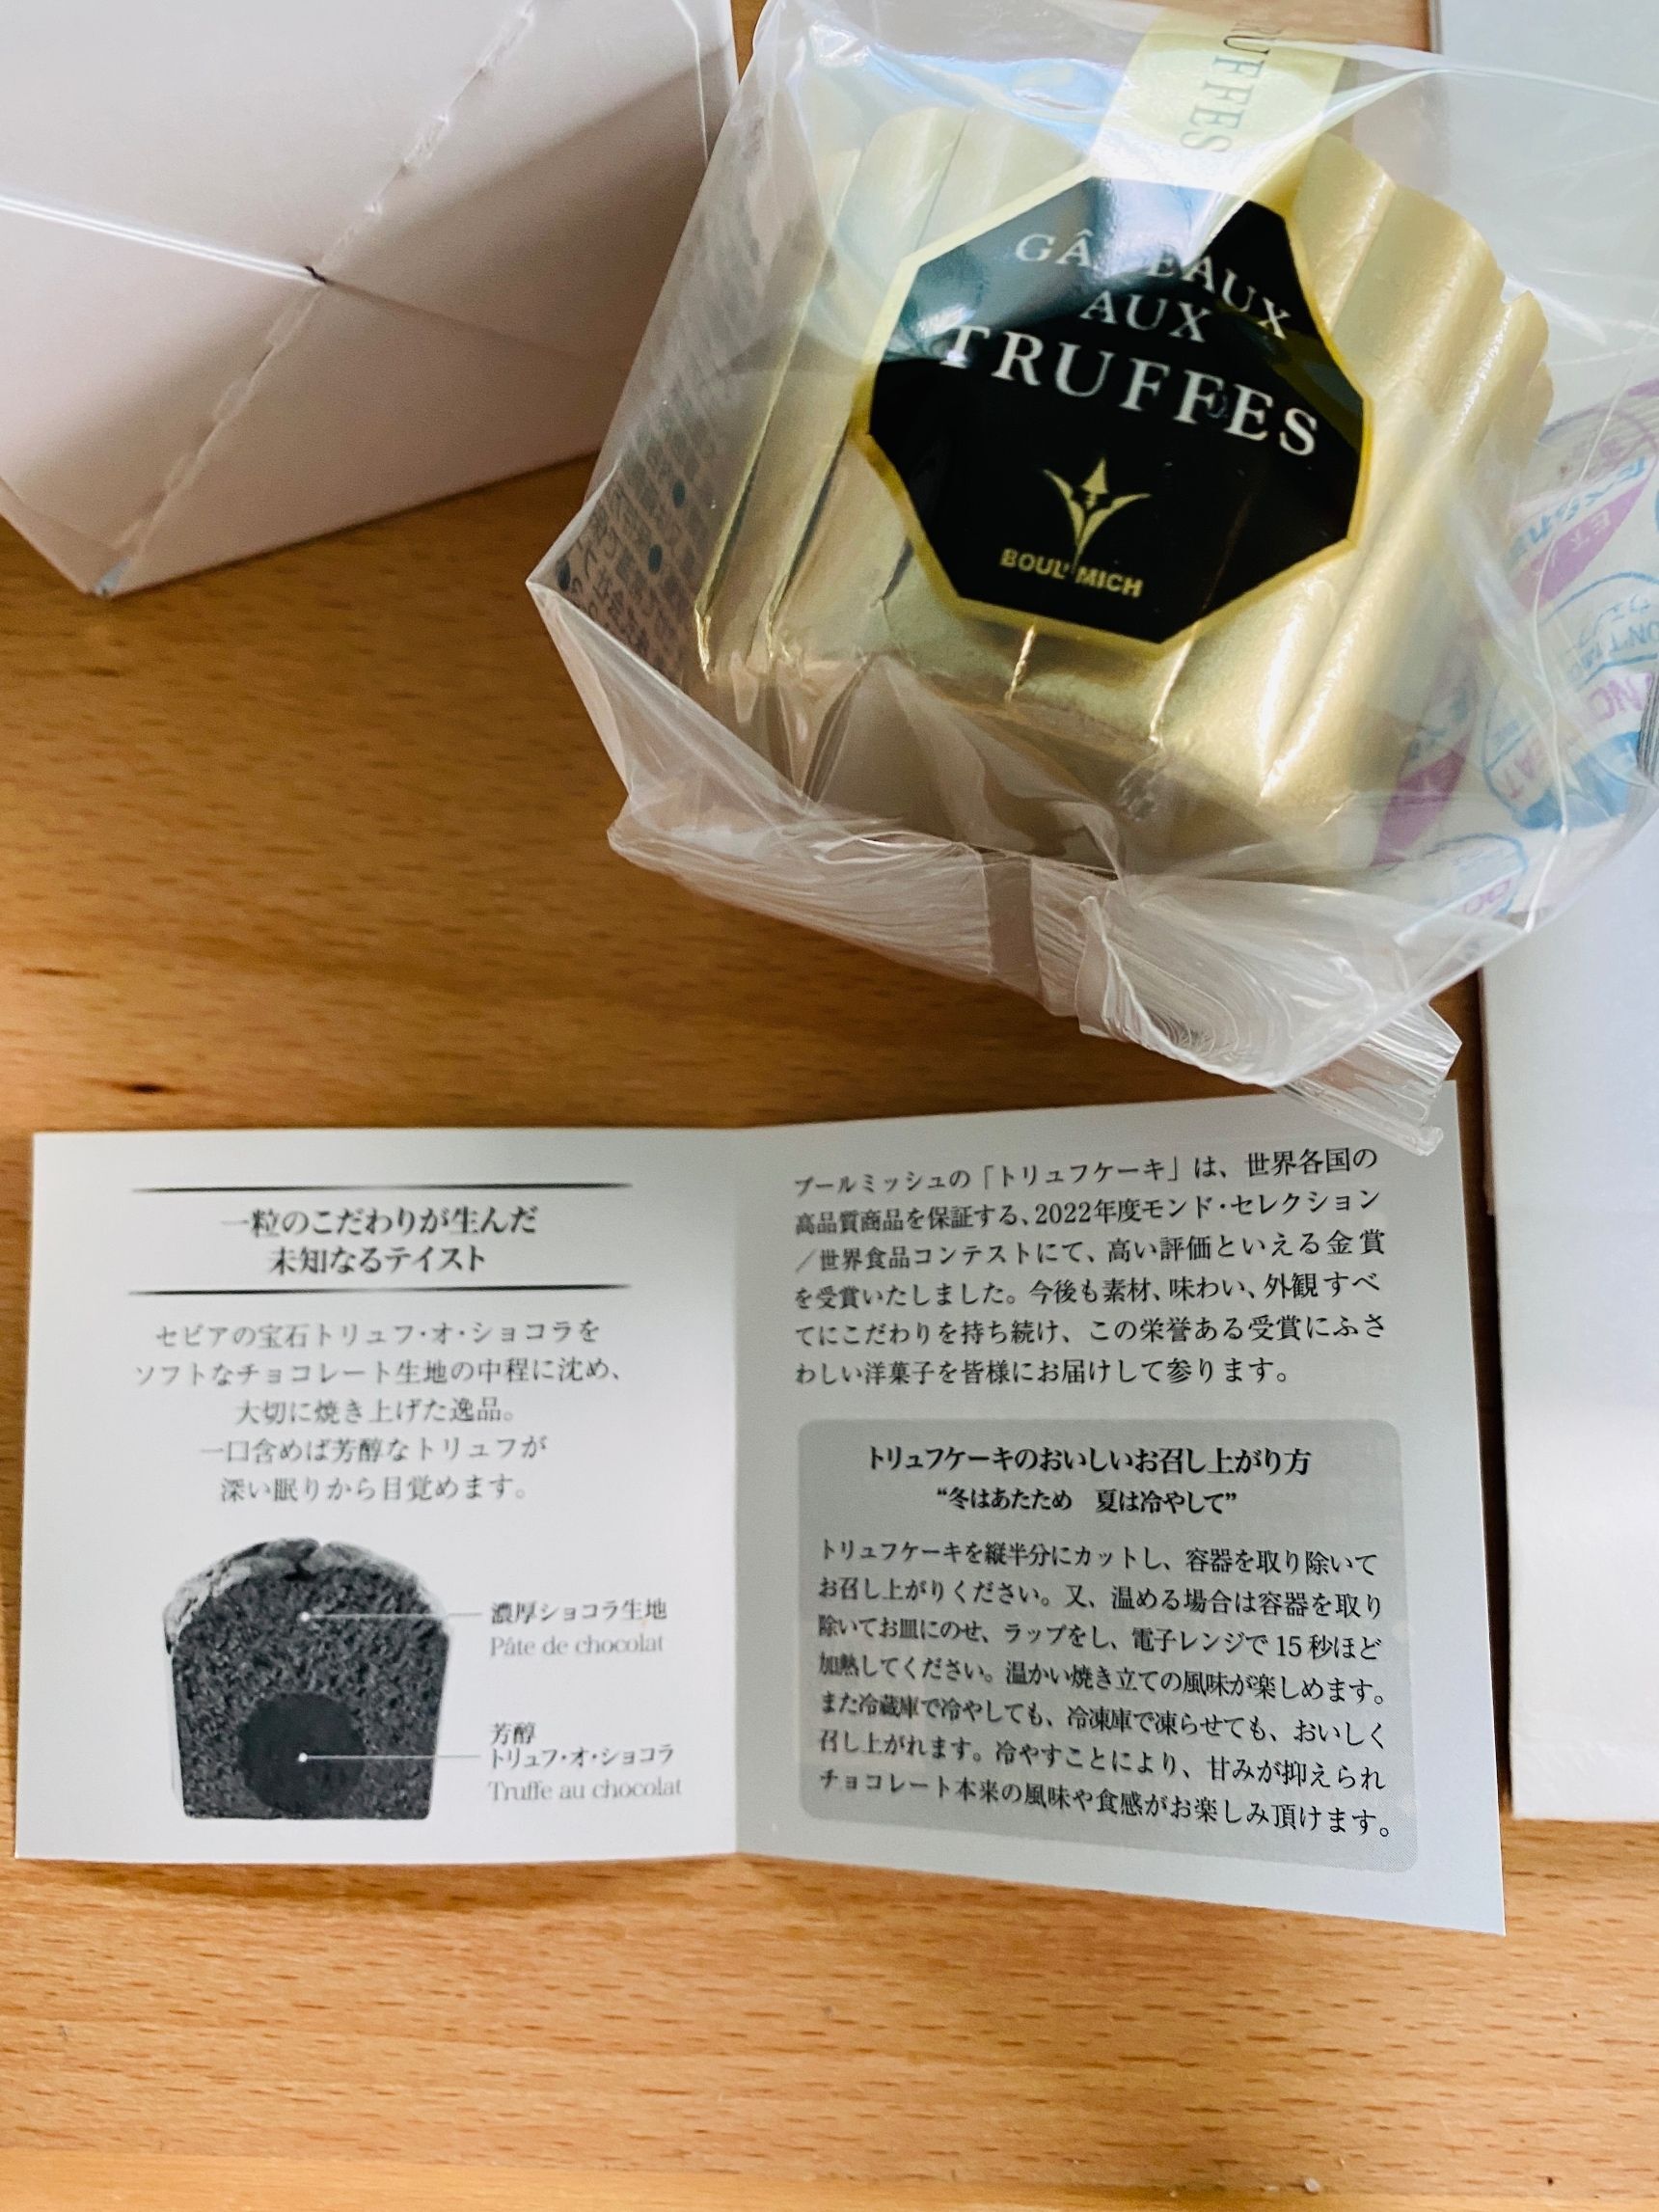 GÂTEAUX
AUX
TRUFFES
BOUL'MICH
一粒のこだわりが生んだ
未知なるテイスト
セピアの宝石トリュフ・オ・ショコラを
ソフトなチョコレート生地の中程に沈め、
大切に焼き上げた逸品。
一口含めば芳醇なトリュフが
深い眠りから目覚めます。
濃厚ショコラ生地
Pâte de chocolat
芳醇
トリュフ・オ・ショコラ
Truffe au chocolat
ブールミッシュの「トリュフケーキ」は、世界各国の
高品質商品を保証する、2022年度モンド・セレクション
／世界食品コンテストにて、高い評価といえる金賞
を受賞いたしました。今後も素材、味わい、外観すべ
てにこだわりを持ち続け、この栄誉ある受賞にふさ
わしい洋菓子を皆様にお届けして参ります。
トリュフケーキのおいしいお召し上がり方
“冬はあたため　夏は冷やして”
トリュフケーキを縦半分にカットし、容器を取り除いて
お召し上がりください。又、温める場合は容器を取り
除いてお皿にのせ、ラップをし、電子レンジで15秒ほど
加熱してください。温かい焼き立ての風味が楽しめます。
また冷蔵庫で冷やしても、冷凍庫で凍らせても、おいしく
召し上がれます。冷やすことにより、甘みが抑えられ
チョコレート本来の風味や食感がお楽しみ頂けます。